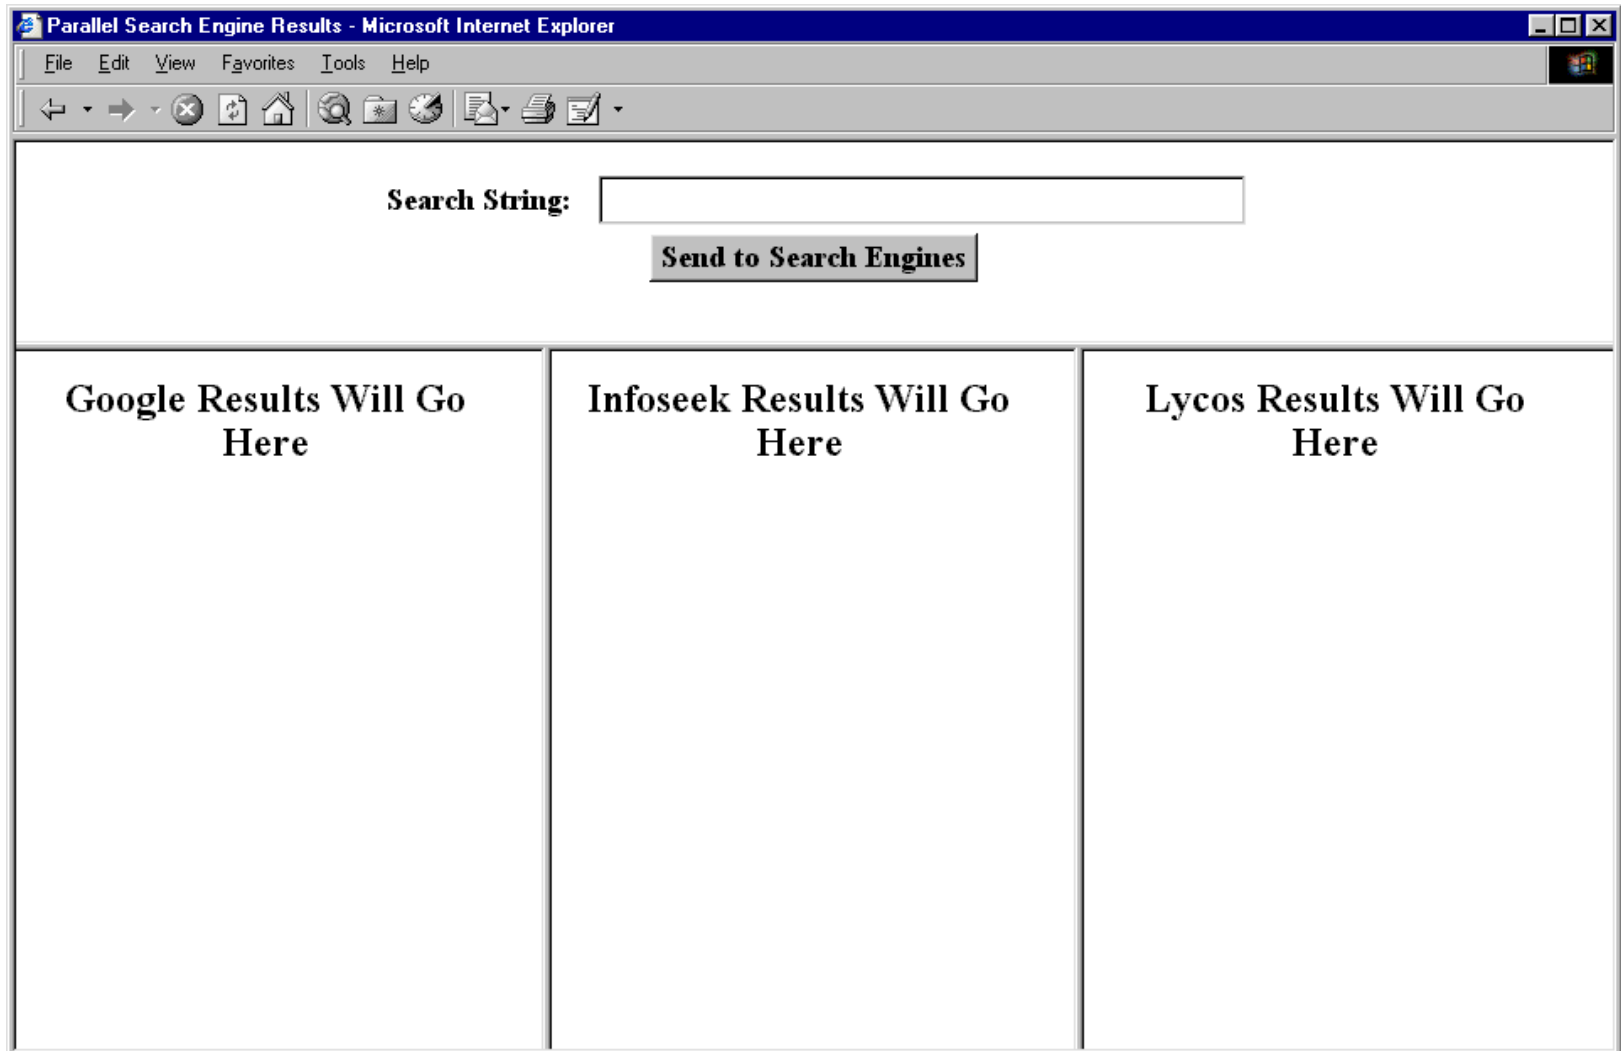 Parallel Search Engine Results - Microsoft Internet Explorer
File Edit View Favorites Tools Help
Search String:
Send to Search Engines
Google Results Will Go
Here
Infoseek Results Will Go
Here
Lycos Results Will Go
Here